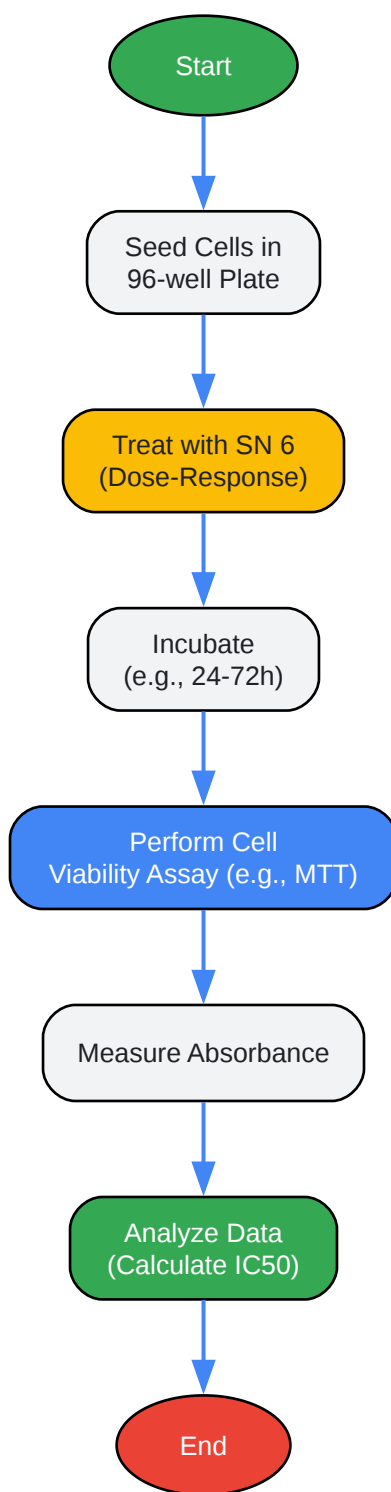 Start
Seed Cells in
96-well Plate
Treat with SN 6
(Dose-Response)
Incubate
(e.g., 24-72h)
Perform Cell
Viability Assay (e.g., MTT)
Measure Absorbance
Analyze Data
(Calculate IC50)
End